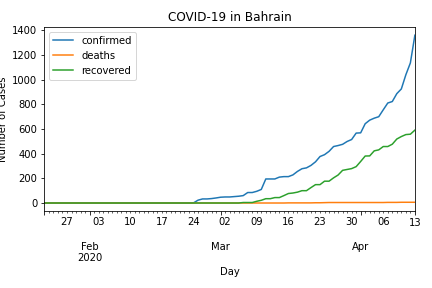 COVID-19 in Bahrain
confirmed
deaths
recovered
1400
1200
1000
800
600
400
200
0
Number of Cases
27 03 10 17 24 02 09 16 23 30 06 13
Feb Mar Apr
2020
Day